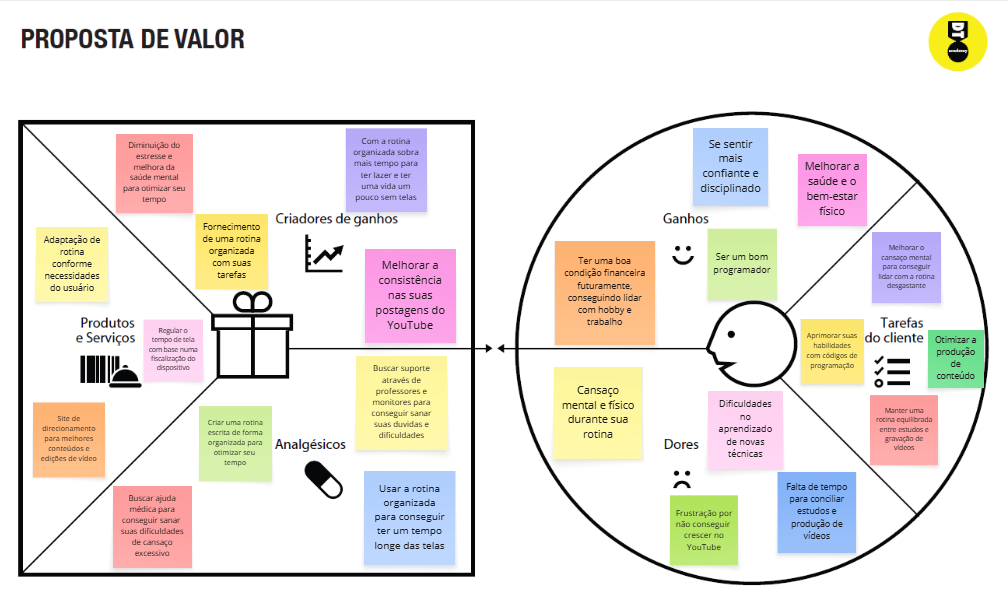 PROPOSTA DE VALOR
DT
academy
Diminuição do
estresse e
melhora da
saúde mental
para otimizar seu
tempo
Com a rotina
organizada sobra
mais tempo para
ter lazer e ter
uma vida um
pouco sem telas
Fornecimento
de uma rotina
organizada
com suas
tarefas
Criadores de ganhos
Adaptação de
rotina
conforme
necessidades
do usuário
Melhorar a
consistência
nas suas
postagens do
YouTube
Produtos
e Serviços
Regular o
tempo de tela
com base numa
fiscalização do
dispositivo
Buscar suporte
através de
professores e
monitores para
conseguir sanar
suas duvidas e
dificuldades
Site de
direcionamento
para melhores
conteúdos e
edições de vídeo
Criar uma rotina
escrita de forma
organizada para
otimizar seu
tempo
Analgésicos
Buscar ajuda
médica para
conseguir sanar
suas dificuldades
de cansaço
excessivo
Usar a rotina
organizada
para conseguir
ter um tempo
longe das telas
Se sentir
mais
confiante e
disciplinado
Melhorar a
saúde e o
bem-estar
físico
Ganhos
Ter uma boa
condição financeira
futuramente,
conseguindo lidar
com hobby e
trabalho
Ser um bom
programador
Melhorar o
cansaço mental
para conseguir
lidar com a rotina
desgastante
Tarefas
do cliente
Aprimorar suas
habilidades
com códigos de
programação
Otimizar a
produção
de
conteúdo
Manter uma
rotina equilibrada
entre estudos e
gravação de
vídeos
Cansaço
mental e físico
durante sua
rotina
Dificuldades
no
aprendizado
de novas
técnicas
Dores
Frustração por
não conseguir
crescer no
YouTube
Falta de tempo
para conciliar
estudos e
produção de
vídeos